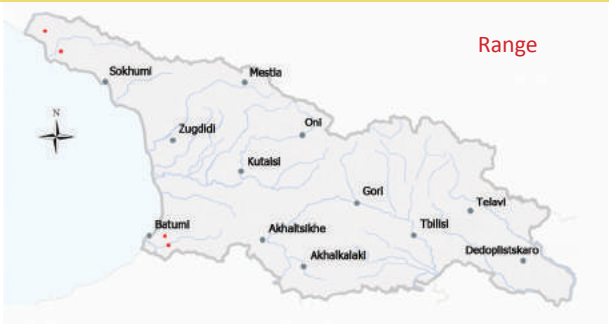 Range
Sokhumi
Mestia
N
Oni
Zugdidi
Kutaisi
Gori
Telavi
Batumi
Akhaltsikhe
Tbilisi
Dedoplistskaro
Akhalkalaki